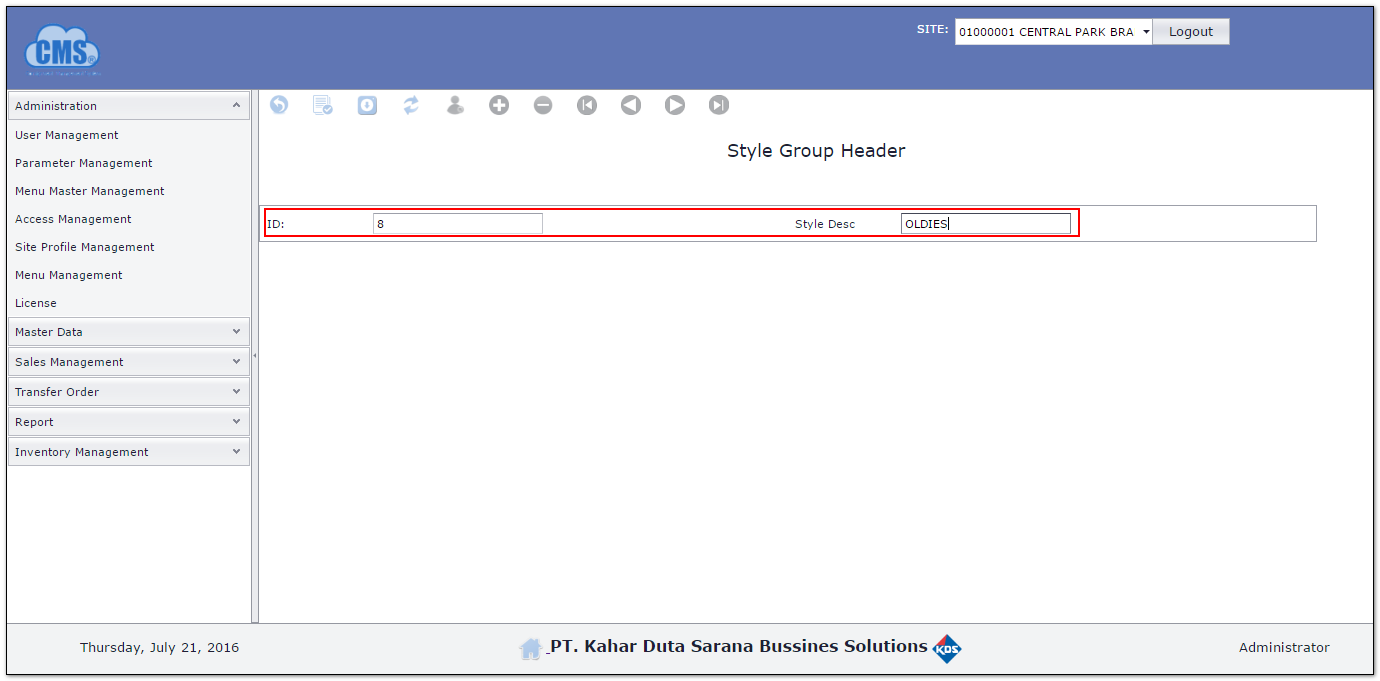 CMS®
SITE: 01000001 CENTRAL PARK BRA Logout
Administration
User Management
Parameter Management
Menu Master Management
Access Management
Site Profile Management
Menu Management
License
Master Data
Sales Management
Transfer Order
Report
Inventory Management
Style Group Header
ID: 8 Style Desc OLDIES
Thursday, July 21, 2016 PT. Kahar Duta Sarana Bussines Solutions KDS Administrator